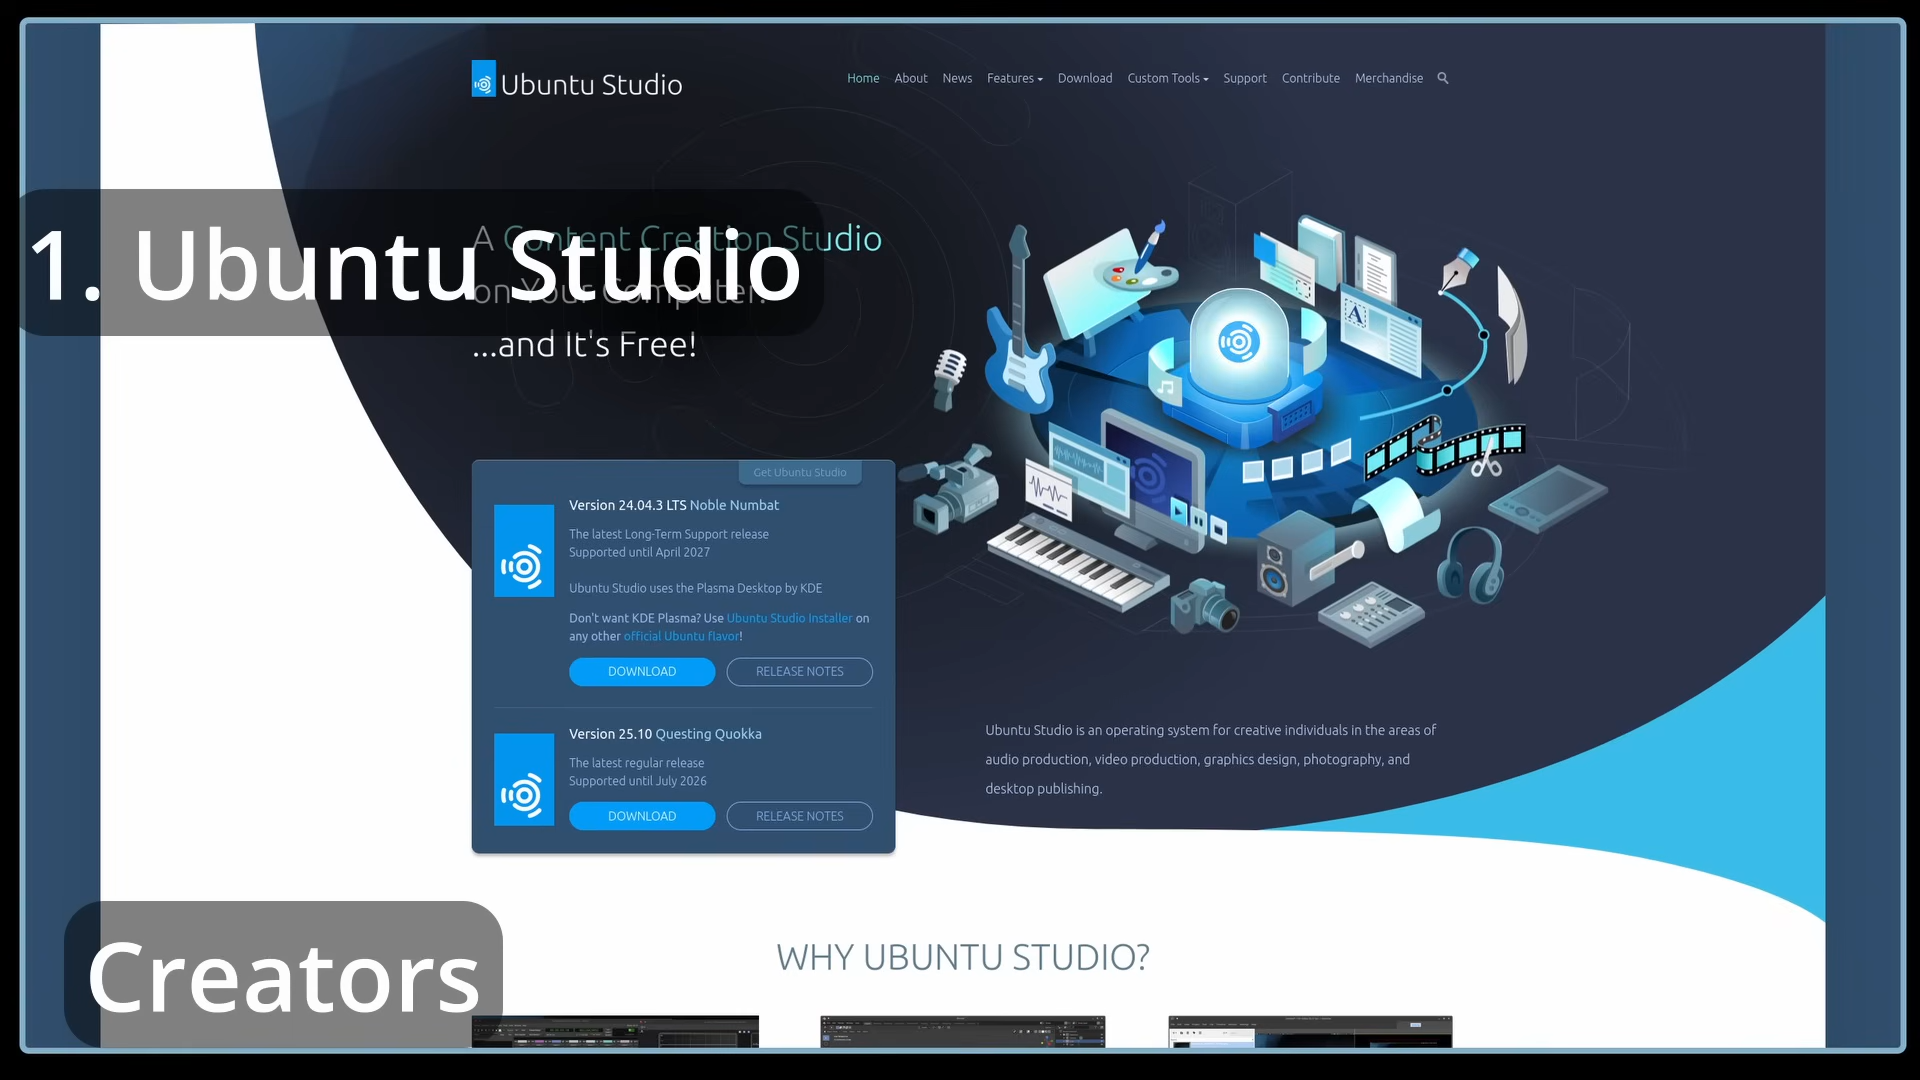 Ubuntu Studio
Home About News Features Download Custom Tools Support Contribute Merchandise
1. Ubuntu Studio
A Content Creation Studio
on Your Computer.
...and It's Free!
A
Get Ubuntu Studio
Version 24.04.3 LTS Noble Numbat
The latest Long-Term Support release
Supported until April 2027
Ubuntu Studio uses the Plasma Desktop by KDE
Don't want KDE Plasma? Use Ubuntu Studio Installer on
any other official Ubuntu flavor!
DOWNLOAD RELEASE NOTES
Version 25.10 Questing Quokka
The latest regular release
Supported until July 2026
DOWNLOAD RELEASE NOTES
Ubuntu Studio is an operating system for creative individuals in the areas of
audio production, video production, graphics design, photography, and
desktop publishing.
WHY UBUNTU STUDIO?
Creators